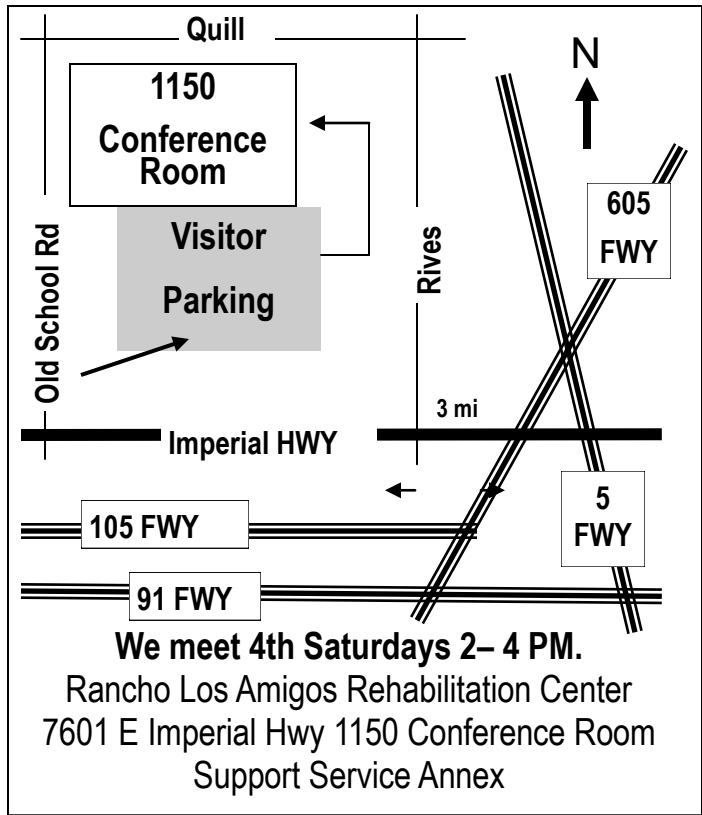 Quill
N
1150
Conference
Room
605
FWY
Visitor
Parking
Old School Rd
Rives
3 mi
Imperial HWY
5
FWY
105 FWY
91 FWY
We meet 4th Saturdays 2– 4 PM.
Rancho Los Amigos Rehabilitation Center
7601 E Imperial Hwy 1150 Conference Room
Support Service Annex